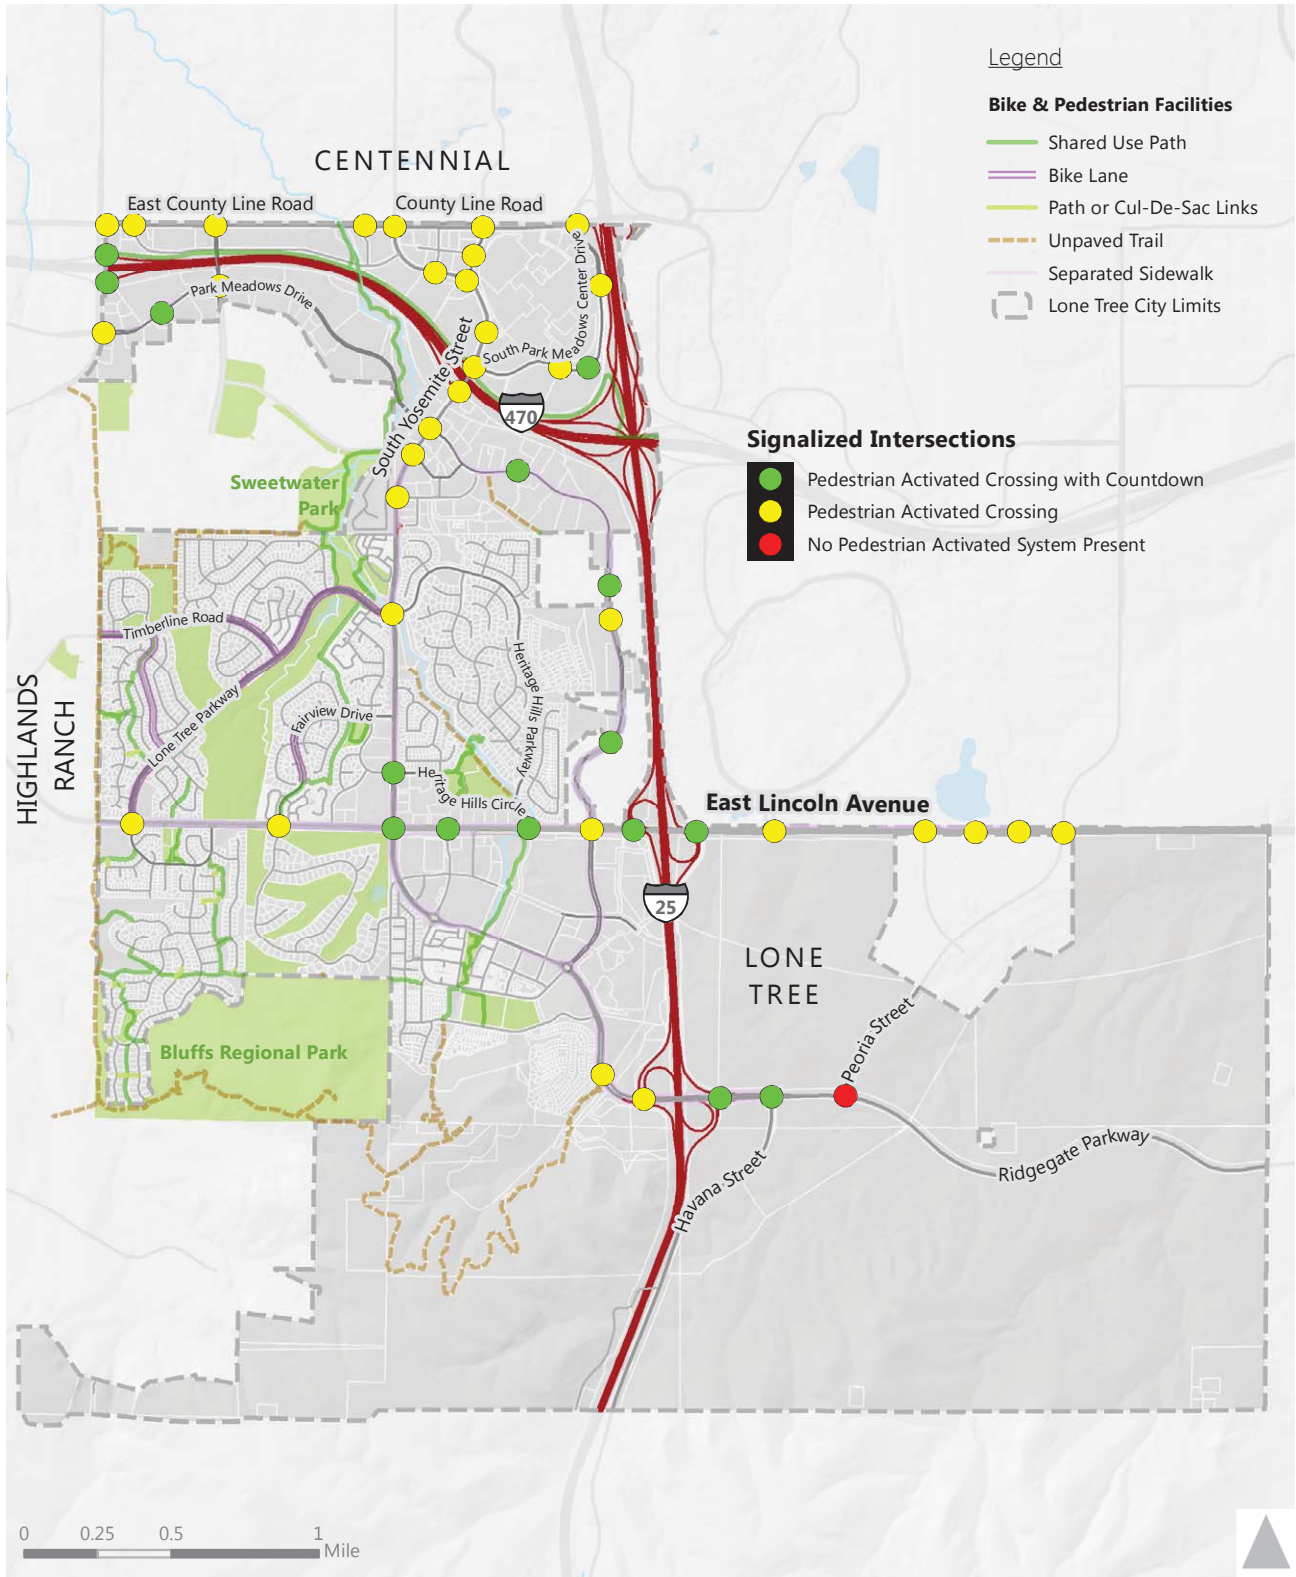 Legend
Bike & Pedestrian Facilities
Shared Use Path
Bike Lane
Path or Cul-De-Sac Links
Unpaved Trail
Separated Sidewalk
Lone Tree City Limits
CENTENNIAL
East County Line Road
County Line Road
Park Meadows Drive
South Park Meadows Center Drive
South Yosemite Street
470
Signalized Intersections
Pedestrian Activated Crossing with Countdown
Pedestrian Activated Crossing
No Pedestrian Activated System Present
Sweetwater
Park
Timberline Road
Heritage Hills Parkway
HIGHLANDS
RANCH
Lone Tree Parkway
Fairview Drive
Heritage Hills Circle
East Lincoln Avenue
25
LONE
TREE
Peoria Street
Bluffs Regional Park
Havana Street
Ridgegate Parkway
0
0.25
0.5
1
Mile